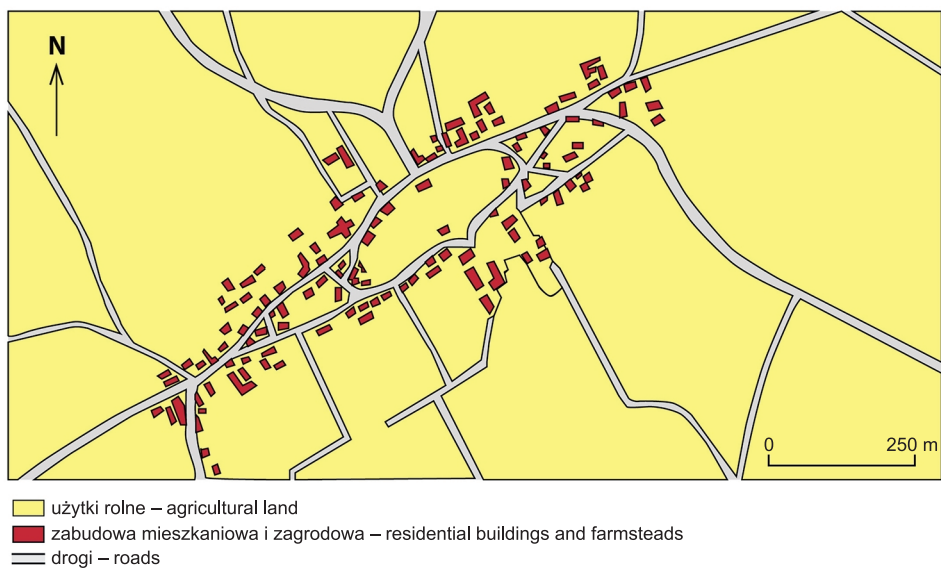 N
0 250 m
użytki rolne – agricultural land
zabudowa mieszkaniowa i zagrodowa – residential buildings and farmsteads
drogi – roads